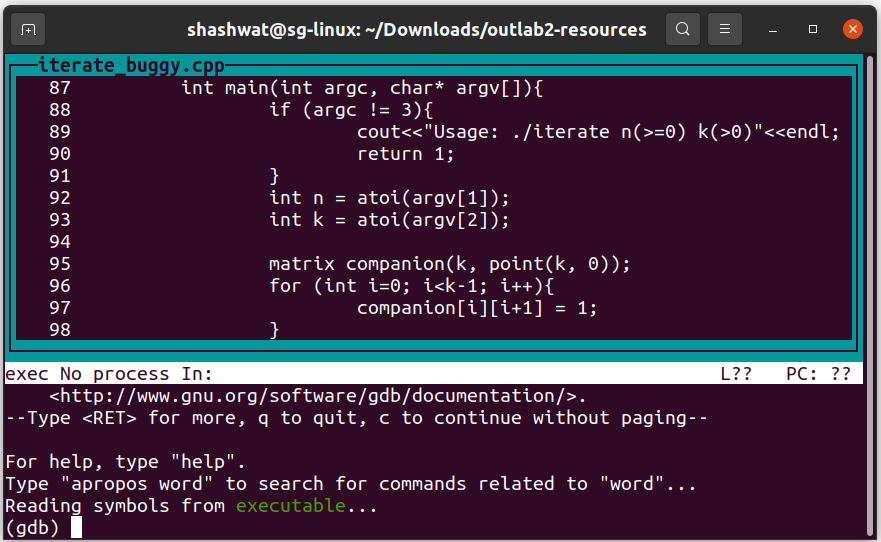 shashwat@sg-linux: ~/Downloads/outlab2-resources
iterate_buggy.cpp
87 int main(int argc, char* argv[]){
88 if (argc != 3){
89 cout<<"Usage: ./iterate n(>=0) k(>0)"<<endl;
90 return 1;
91 }
92 int n = atoi(argv[1]);
93 int k = atoi(argv[2]);
94
95 matrix companion(k, point(k, 0));
96 for (int i=0; i<k-1; i++){
97 companion[i][i+1] = 1;
98 }
exec No process In: L?? PC: ??
<http://www.gnu.org/software/gdb/documentation/>.
--Type <RET> for more, q to quit, c to continue without paging--
For help, type "help".
Type "apropos word" to search for commands related to "word"...
Reading symbols from executable...
(gdb)